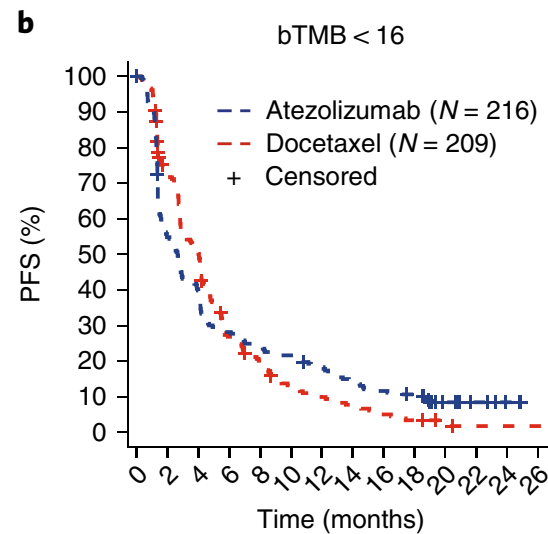 b
bTMB < 16
100
90
80
70
60
50
40
30
20
10
0
PFS (%)
Atezolizumab (N = 216)
Docetaxel (N = 209)
+ Censored
0 2 4 6 8 10 12 14 16 18 20 22 24 26
Time (months)